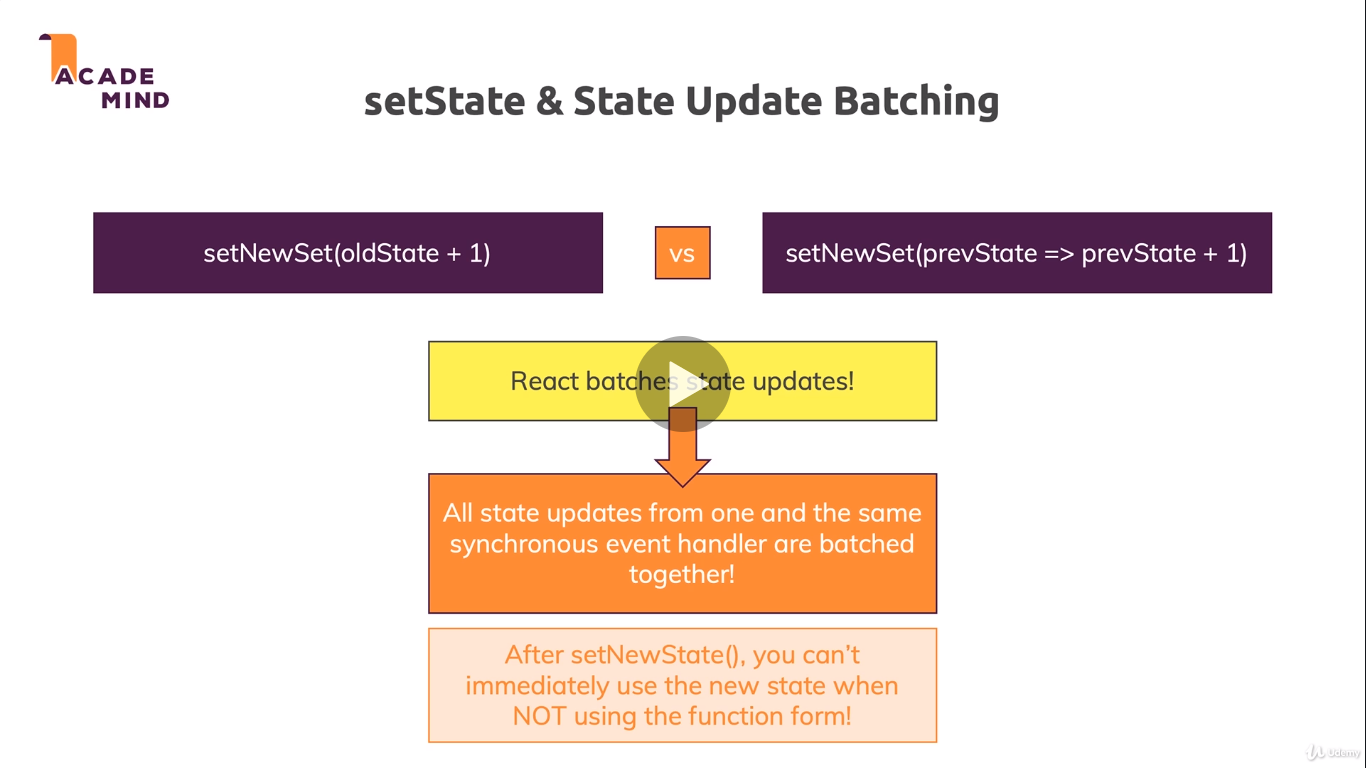 ACADE
MIND
setState & State Update Batching
setNewSet(oldState + 1)
vs
setNewSet(prevState => prevState + 1)
React batches state updates!
All state updates from one and the same
synchronous event handler are batched
together!
After setNewState(), you can't
immediately use the new state when
NOT using the function form!
Udemy